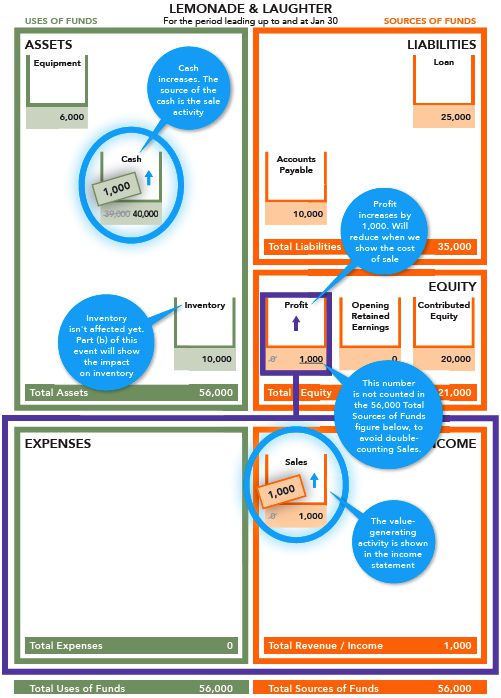 LEMONADE & LAUGHTER
USES OF FUNDS
For the period leading up to and at Jan 30
SOURCES OF FUNDS
ASSETS
Equipment
6,000
Cash
increases. The
source of the
cash is the sale
activity
Cash
1,000
39,000 40,000
Inventory
isn't affected yet.
Part (b) of this
event will show
the impact
on inventory
Inventory
10,000
Total Assets 56,000
LIABILITIES
Loan
25,000
Accounts
Payable
10,000
Profit
increases by
1,000. Will
reduce when we
show the cost
of sale
Total Liabilities 35,000
EQUITY
Profit
.0' 1,000
Opening
Retained
Earnings
0
Contributed
Equity
20,000
Total Equity 21,000
This number
is not counted in
the 56,000 Total
Sources of Funds
figure below, to
avoid double-
counting Sales.
EXPENSES
Total Expenses 0
COME
Sales
1,000
.0' 1,000
The value-
generating
activity is shown
in the income
statement
Total Revenue / Income 1,000
Total Uses of Funds 56,000
Total Sources of Funds 56,000